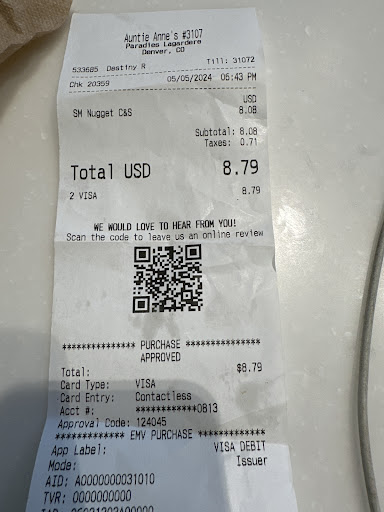 Auntie Anne's #3107
Paradies Lagardere
Denver, CO
533685 Destiny R Till: 31072
Chk 20359 05/05/2024 05:43 PM
USD
SM Nugget C&S 8.08
Subtotal: 8.08
Taxes: 0.71
Total USD 8.79
2 VISA 8.79
WE WOULD LOVE TO HEAR FROM YOU!
Scan the code to leave us an online review
*************** PURCHASE ***************
APPROVED
Total: $8.79
Card Type: VISA
Card Entry: Contactless
Acct #: ************0813
Approval Code: 124045
************* EMV PURCHASE *************
App Label: VISA DEBIT
Mode: Issuer
AID: A0000000031010
TVR: 0000000000